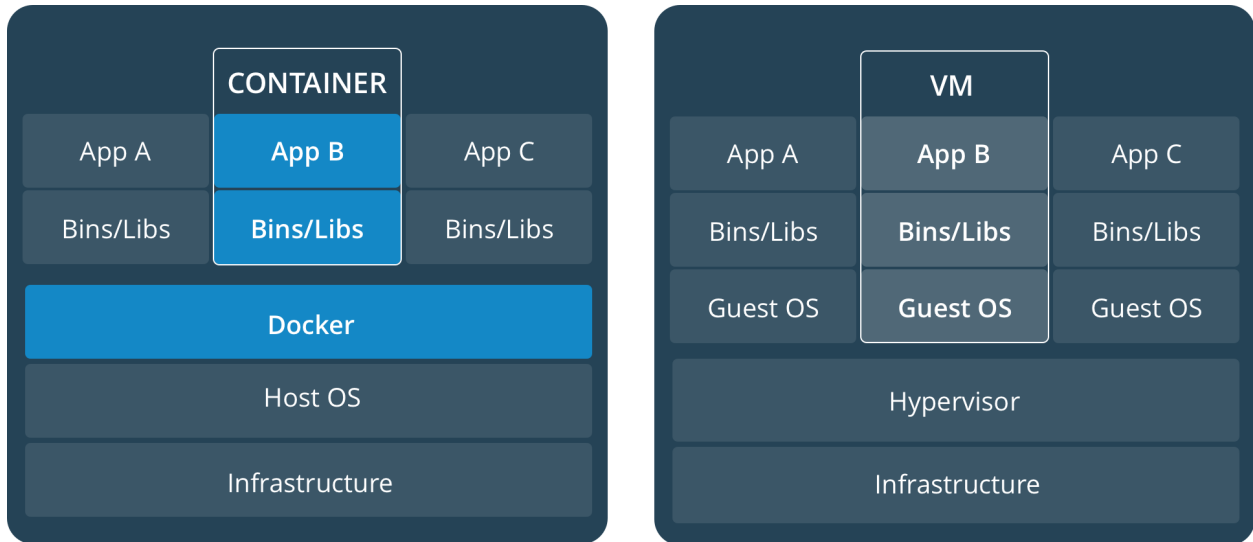 CONTAINER
App A
App B
App C
Bins/Libs
Bins/Libs
Bins/Libs
Docker
Host OS
Infrastructure
VM
App A
App B
App C
Bins/Libs
Bins/Libs
Bins/Libs
Guest OS
Guest OS
Guest OS
Hypervisor
Infrastructure